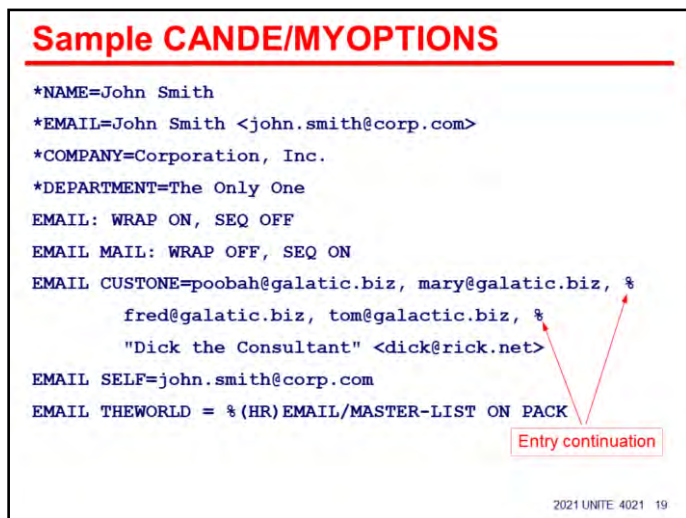 Sample CANDE/MYOPTIONS
*NAME=John Smith
*EMAIL=John Smith <john.smith@corp.com>
*COMPANY=Corporation, Inc.
*DEPARTMENT=The Only One
EMAIL: WRAP ON, SEQ OFF
EMAIL MAIL: WRAP OFF, SEQ ON
EMAIL CUSTONE=poobah@galatic.biz, mary@galatic.biz, %
fred@galatic.biz, tom@galactic.biz, %
"Dick the Consultant" <dick@rick.net>
EMAIL SELF=john.smith@corp.com
EMAIL THEWORLD = %(HR)EMAIL/MASTER-LIST ON PACK
Entry continuation
2021 UNITE 4021 19